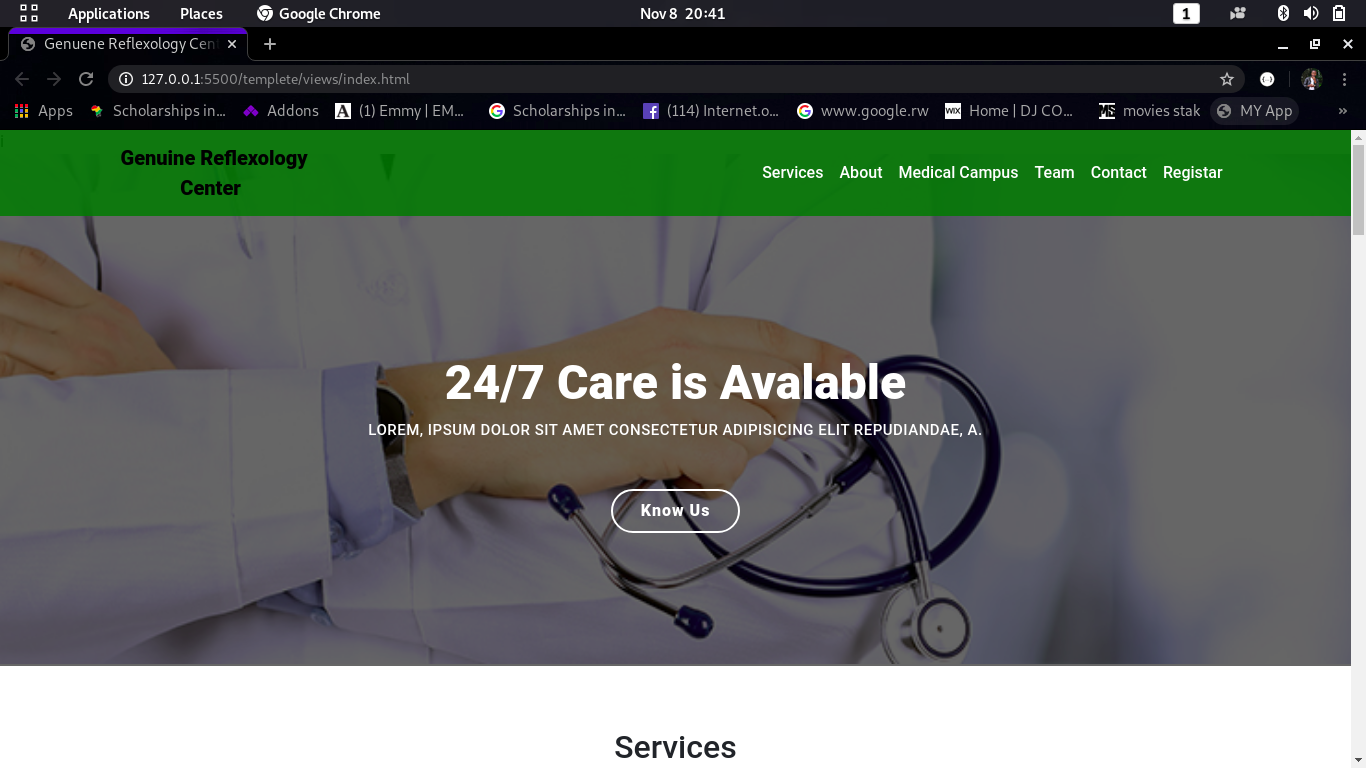 Applications Places Google Chrome Nov 8 20:41 1
Genuene Reflexology Cen
127.0.0.1:5500/templete/views/index.html
Apps Scholarships in... Addons (1) Emmy | EM... Scholarships in... (114) Internet.o... www.google.rw Home | DJ CO... movies stak MY App »
Genuine Reflexology
Center
Services About Medical Campus Team Contact Registar
24/7 Care is Avalable
LOREM, IPSUM DOLOR SIT AMET CONSECTETUR ADIPISICING ELIT REPUDIANDAE, A.
Know Us
Services